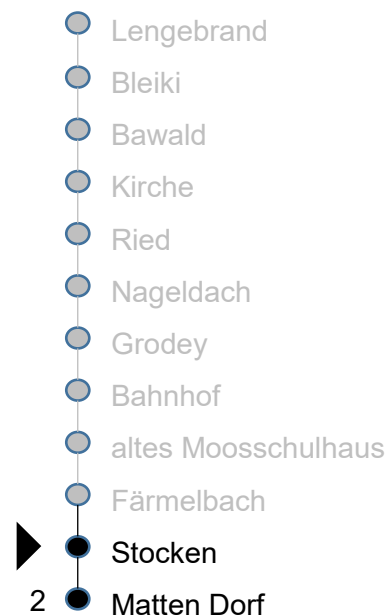 Lengebrand
Bleiki
Bawald
Kirche
Ried
Nageldach
Grodey
Bahnhof
altes Moosschulhaus
Färmelbach
Stocken
2 Matten Dorf